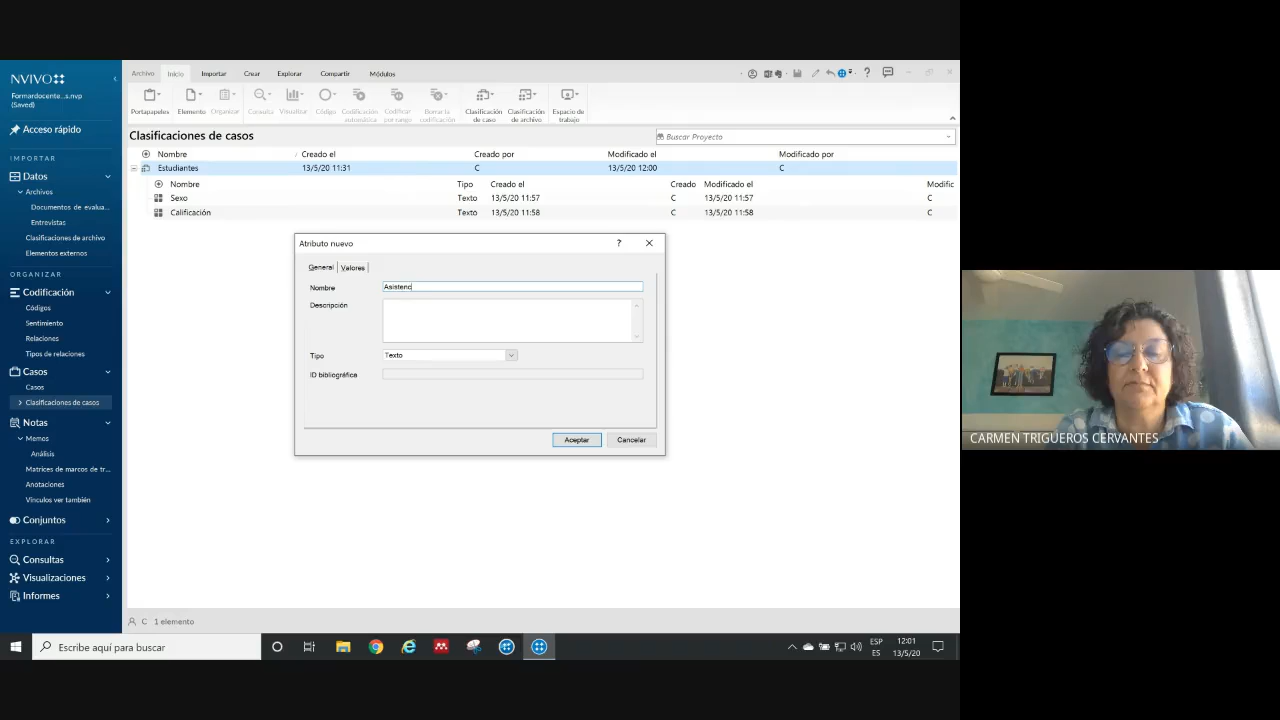 NVIVO
Formardocente...s.nvp
(Saved)
Acceso rápido
IMPORTAR
Datos
Archivos
Documentos de evalua...
Entrevistas
Clasificaciones de archivo
Elementos externos
ORGANIZAR
Codificación
Códigos
Sentimiento
Relaciones
Tipos de relaciones
Casos
Casos
Clasificaciones de casos
Notas
Memos
Análisis
Matrices de marcos de tr...
Anotaciones
Vínculos ver también
Conjuntos
EXPLORAR
Consultas
Visualizaciones
Informes
Archivo Inicio Importar Crear Explorar Compartir Módulos
Portapapeles Elemento Organizar Consulta Visualizar Código Codificación automática Codificar por rango Borrar la codificación Clasificación de caso Clasificación de archivo Espacio de trabajo
Clasificaciones de casos
Buscar Proyecto
Nombre Creado el Creado por Modificado el Modificado por
Estudiantes 13/5/20 11:31 C 13/5/20 12:00 C
Nombre Tipo Creado el Creado Modificado el Modific
Sexo Texto 13/5/20 11:57 C 13/5/20 11:57 C
Calificación Texto 13/5/20 11:58 C 13/5/20 11:58 C
Atributo nuevo ?
General Valores
Nombre Asistenc
Descripción
Tipo Texto
ID bibliográfica
Aceptar Cancelar
C 1 elemento
Escribe aquí para buscar
ESP
ES
12:01
13/5/20
CARMEN TRIGUEROS CERVANTES